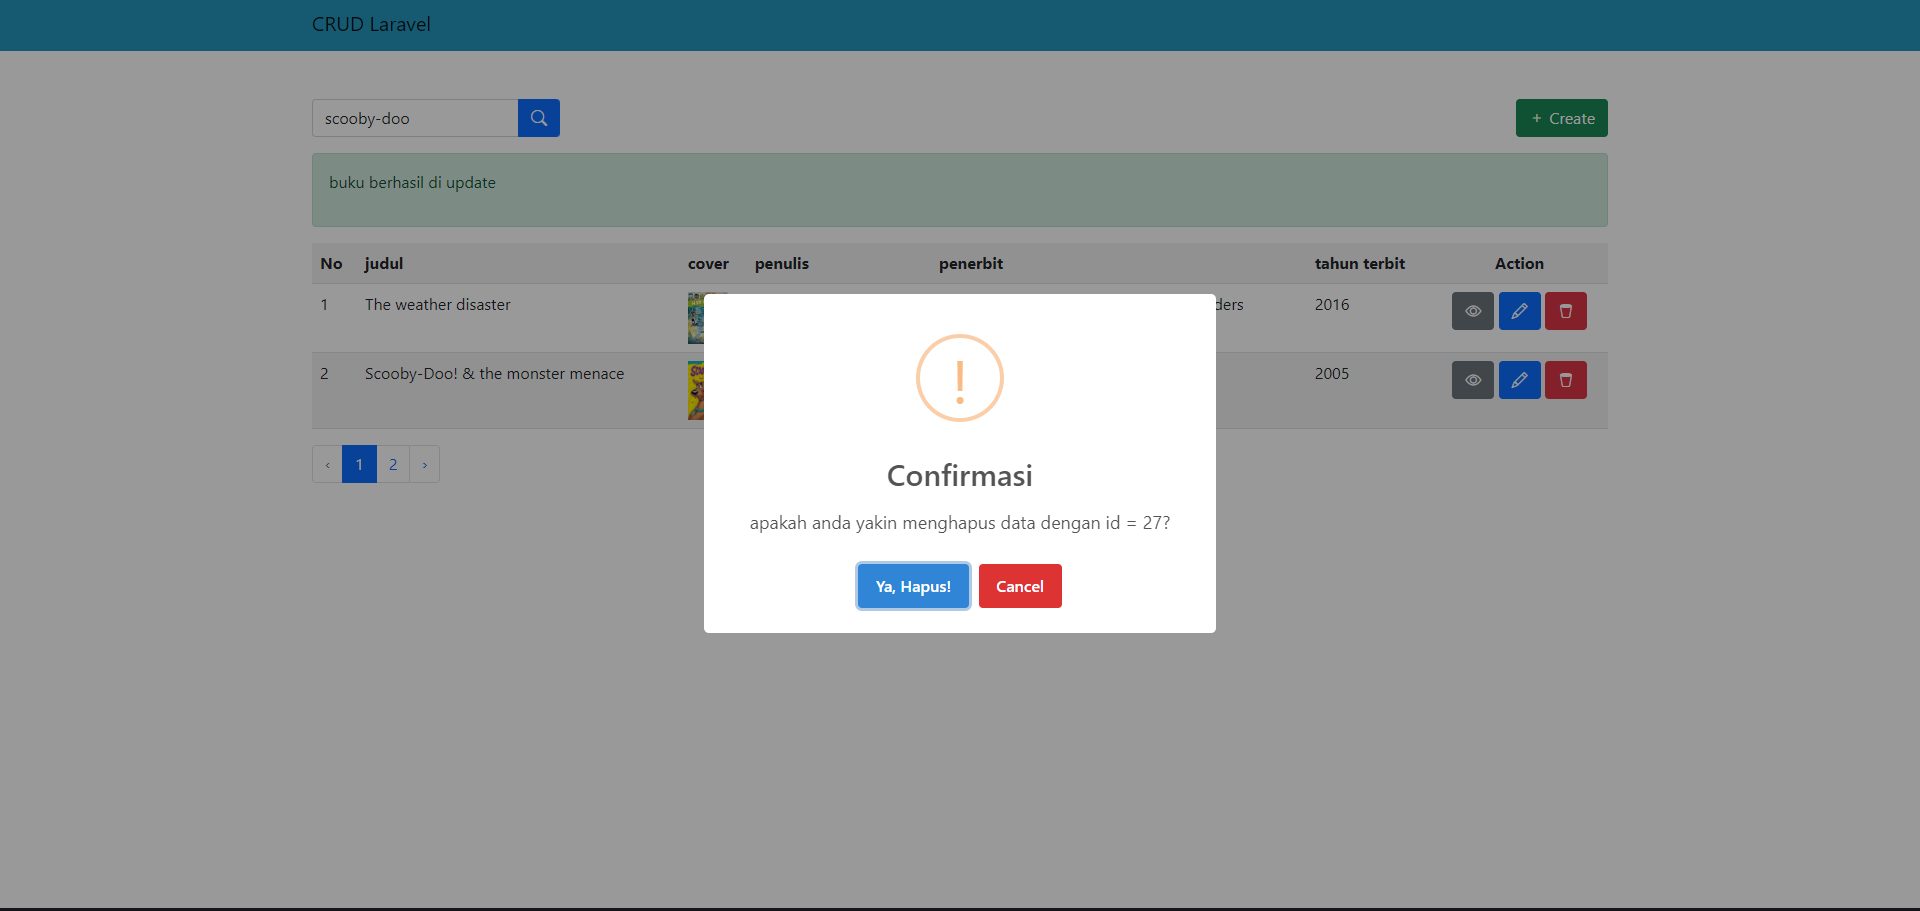 CRUD Laravel
scooby-doo
+ Create
buku berhasil di update
No judul cover penulis penerbit tahun terbit Action
1 The weather disaster 2016
2 Scooby-Doo! & the monster menace 2005
‹ 1 2 ›
!
Confirmasi
apakah anda yakin menghapus data dengan id = 27?
Ya, Hapus! Cancel